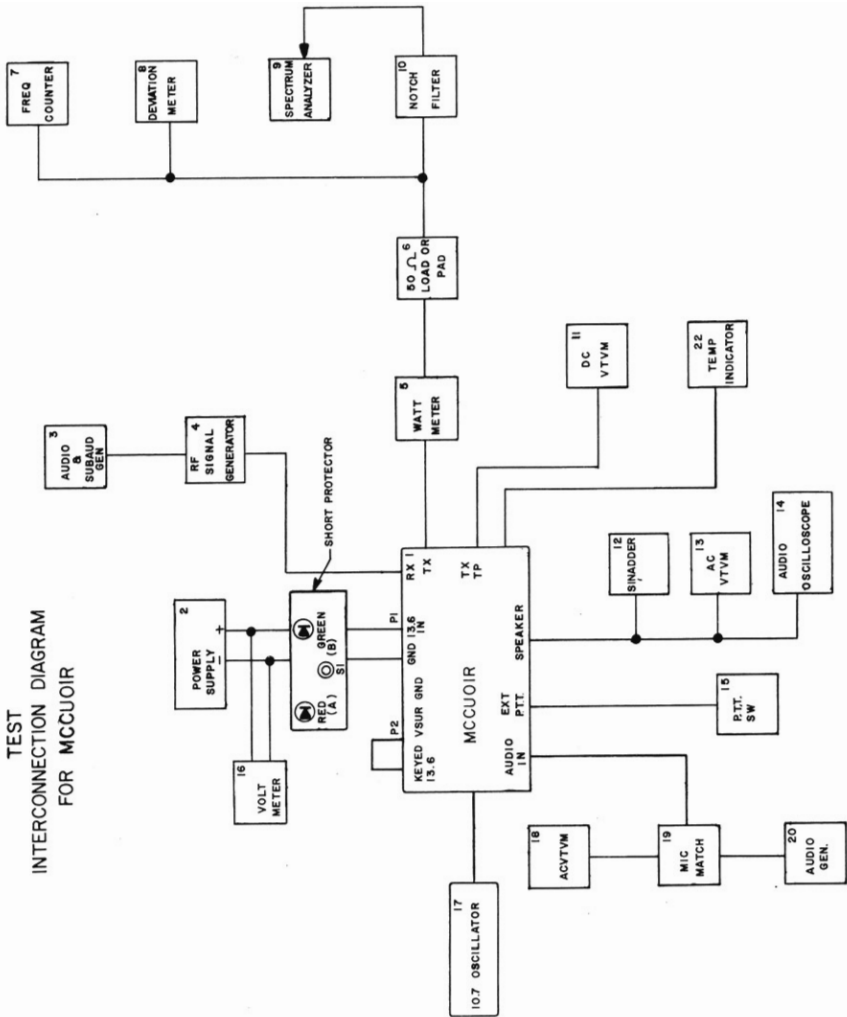 TEST
INTERCONNECTION DIAGRAM
FOR MCCUOIR
2
POWER
SUPPLY
-
+
16
VOLT
METER
3
AUDIO
&
SUBAUD
GEN
4
RF
SIGNAL
GENERATOR
SHORT PROTECTOR
RED
(A)
S1
GREEN
(B)
P2
P1
KEYED
13.6
VSUR
GND
GND
13.6
IN
RX 1
TX
TX
TP
MCCUOIR
AUDIO
IN
EXT
P.T.T.
SPEAKER
5
WATT
METER
6
50 Ω
LOAD OR
PAD
7
FREQ
COUNTER
8
DEVIATION
METER
9
SPECTRUM
ANALYZER
10
NOTCH
FILTER
11
DC
VTVM
22
TEMP
INDICATOR
12
SINADDER
13
AC
VTVM
14
AUDIO
OSCILLOSCOPE
15
P.T.T.
SW
17
10.7 OSCILLATOR
18
ACVTVM
19
MIC
MATCH
20
AUDIO
GEN.